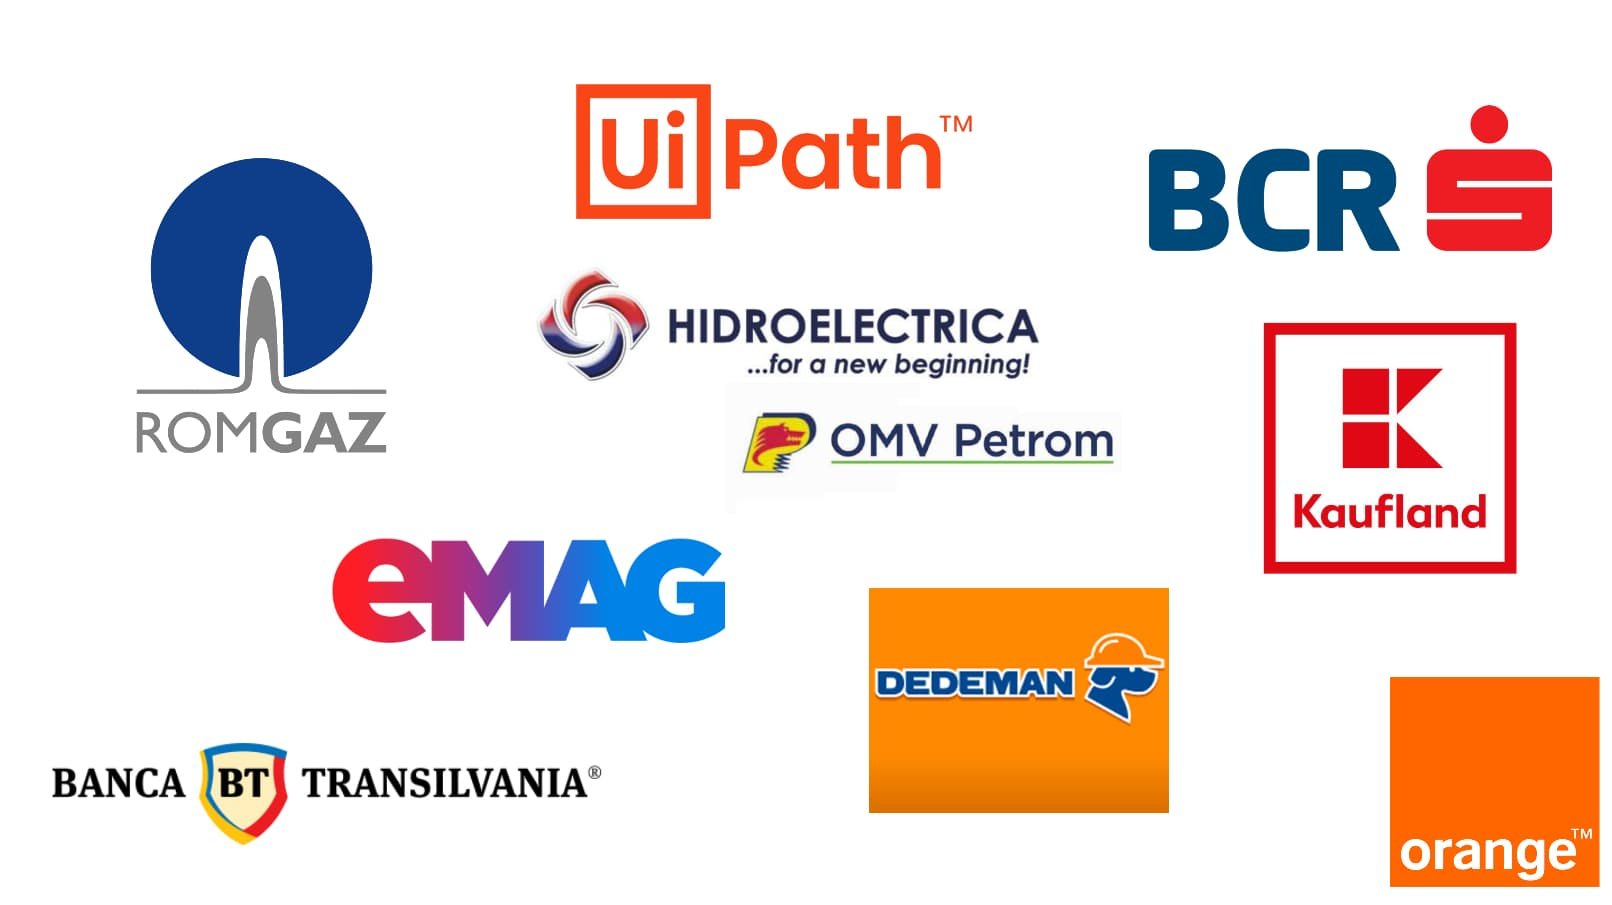 UiPath™
BCR
ROMGAZ
HIDROELECTRICA
...for a new beginning!
OMV Petrom
K
Kaufland
eMAG
DEDEMAN
BANCA BT TRANSILVANIA®
orange™